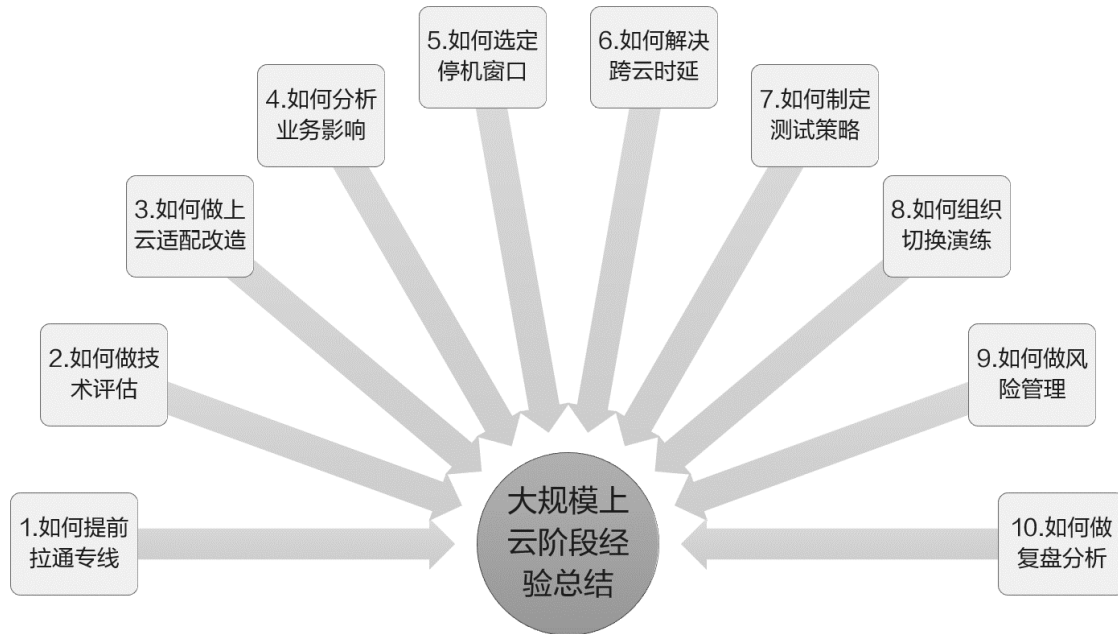 1.如何提前
拉通专线
2.如何做技
术评估
3.如何做上
云适配改造
4.如何分析
业务影响
5.如何选定
停机窗口
6.如何解决
跨云时延
7.如何制定
测试策略
8.如何组织
切换演练
9.如何做风
险管理
10.如何做
复盘分析
大规模上
云阶段经
验总结